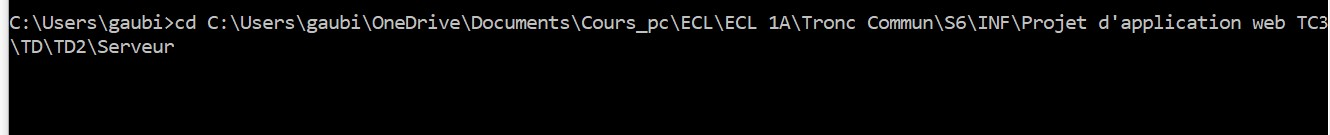 C:\Users\gaubi>cd C:\Users\gaubi\OneDrive\Documents\Cours_pc\ECL\ECL 1A\Tronc Commun\S6\INF\Projet d'application web TC3
\TD\TD2\Serveur